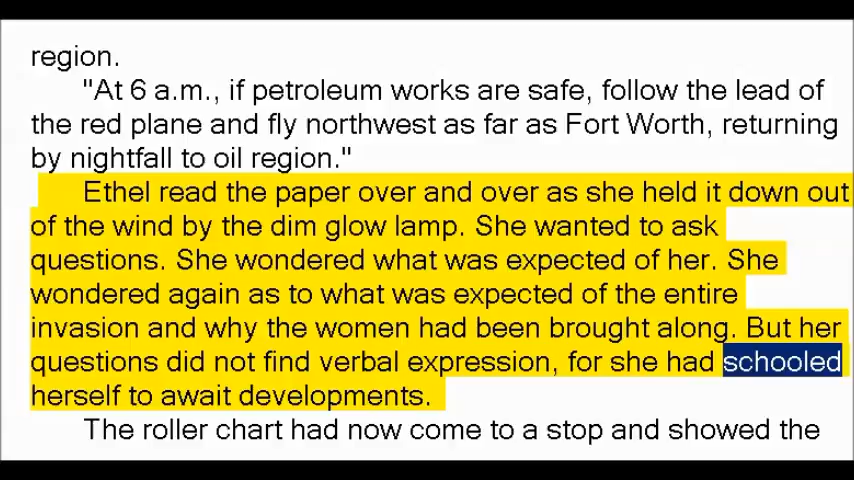 region.
"At 6 a.m., if petroleum works are safe, follow the lead of
the red plane and fly northwest as far as Fort Worth, returning
by nightfall to oil region."
Ethel read the paper over and over as she held it down out
of the wind by the dim glow lamp. She wanted to ask
questions. She wondered what was expected of her. She
wondered again as to what was expected of the entire
invasion and why the women had been brought along. But her
questions did not find verbal expression, for she had schooled
herself to await developments.
The roller chart had now come to a stop and showed the